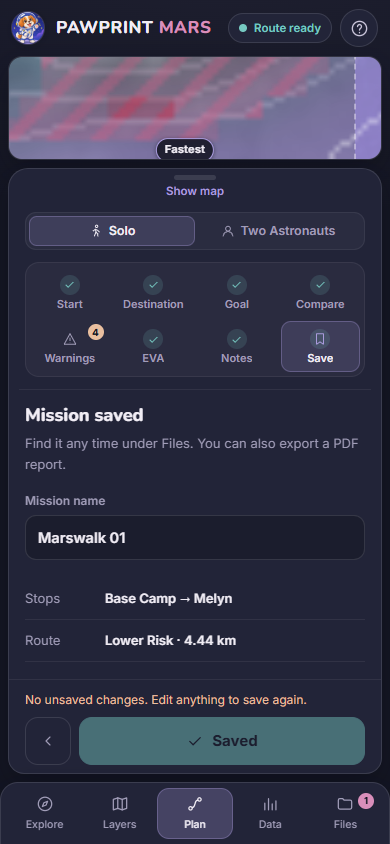 PAWPRINT MARS
Route ready
Fastest
Show map
Solo
Two Astronauts
Start
Destination
Goal
Compare
4
Warnings
EVA
Notes
Save
Mission saved
Find it any time under Files. You can also export a PDF
report.
Mission name
Marswalk 01
Stops
Base Camp → Melyn
Route
Lower Risk · 4.44 km
No unsaved changes. Edit anything to save again.
Saved
Explore
Layers
Plan
Data
Files
1